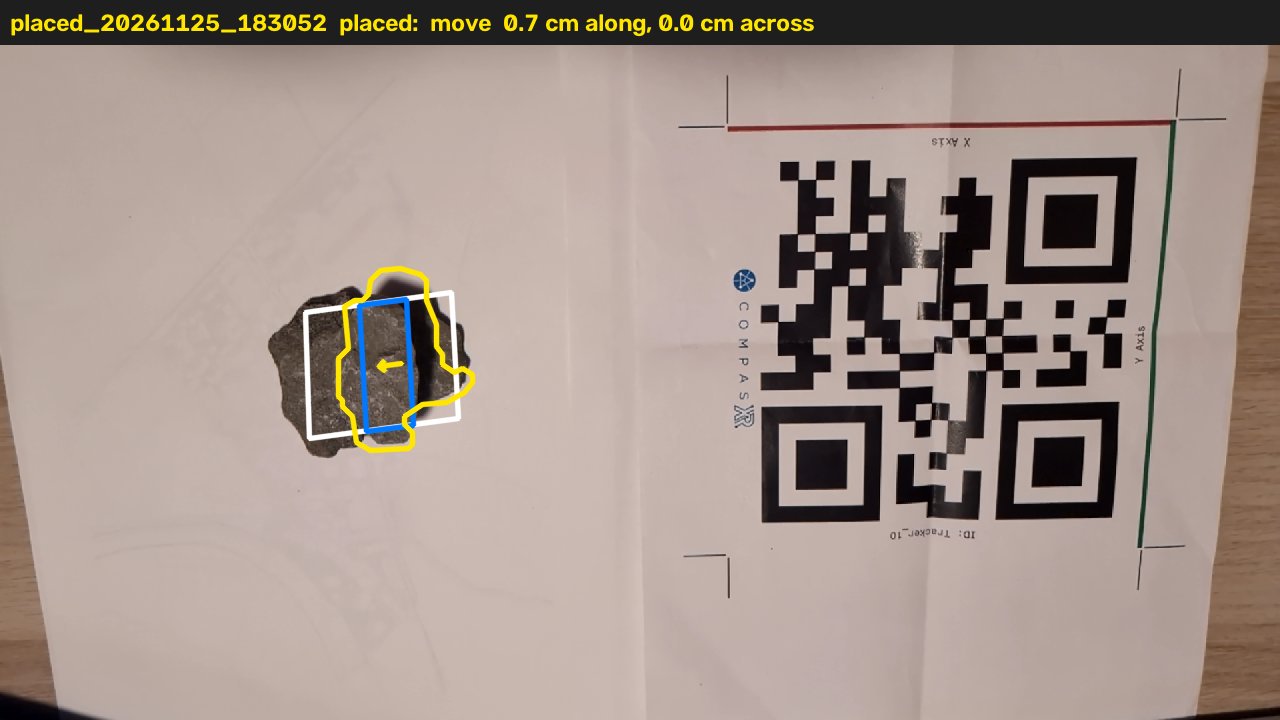 placed_20261125_183052 placed: move 0.7 cm along, 0.0 cm across
X Axis
Y Axis
COMPAS XR
ID: Tracker_10